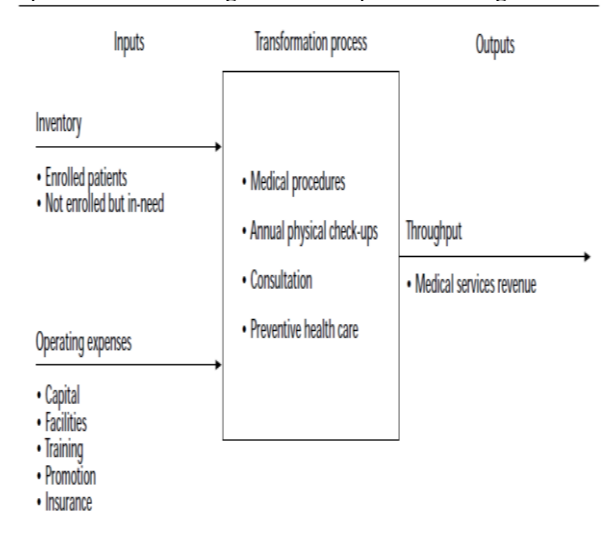 Inputs
Transformation process
Outputs
Inventory
• Enrolled patients
• Not enrolled but in-need
• Medical procedures
• Annual physical check-ups
• Consultation
• Preventive health care
Throughput
• Medical services revenue
Operating expenses
• Capital
• Facilities
• Training
• Promotion
• Insurance